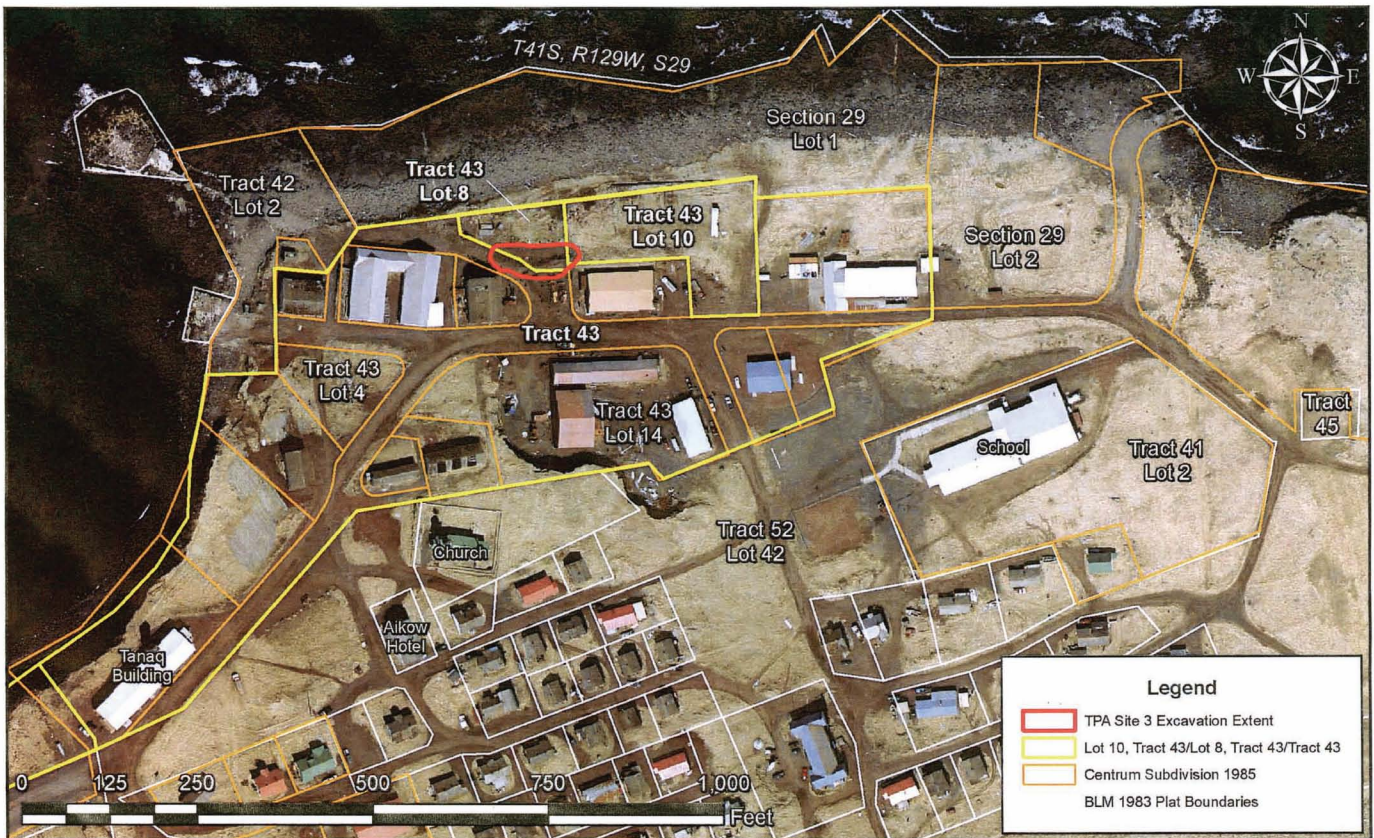 T41S, R129W, S29
N
W
E
S
Section 29
Lot 1
Tract 43
Lot 8
Tract 42
Lot 2
Tract 43
Lot 10
Section 29
Lot 2
Tract 43
Tract 43
Lot 4
Tract 43
Lot 14
School
Tract
45
Tract 41
Lot 2
Church
Tract 52
Lot 42
Aikow
Hotel
Tanaq
Building
Legend
TPA Site 3 Excavation Extent
Lot 10, Tract 43/Lot 8, Tract 43/Tract 43
Centrum Subdivision 1985
BLM 1983 Plat Boundaries
0 125 250 500 750 1,000
Feet